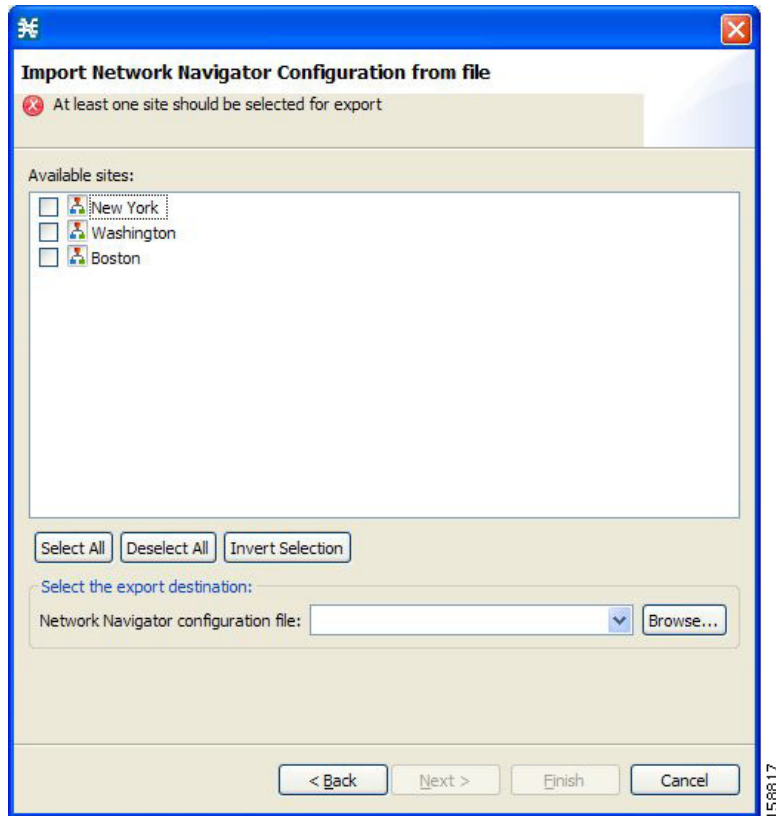 Import Network Navigator Configuration from file
At least one site should be selected for export
Available sites:
New York
Washington
Boston
Select All Deselect All Invert Selection
Select the export destination:
Network Navigator configuration file: Browse...
< Back Next > Finish Cancel
158817